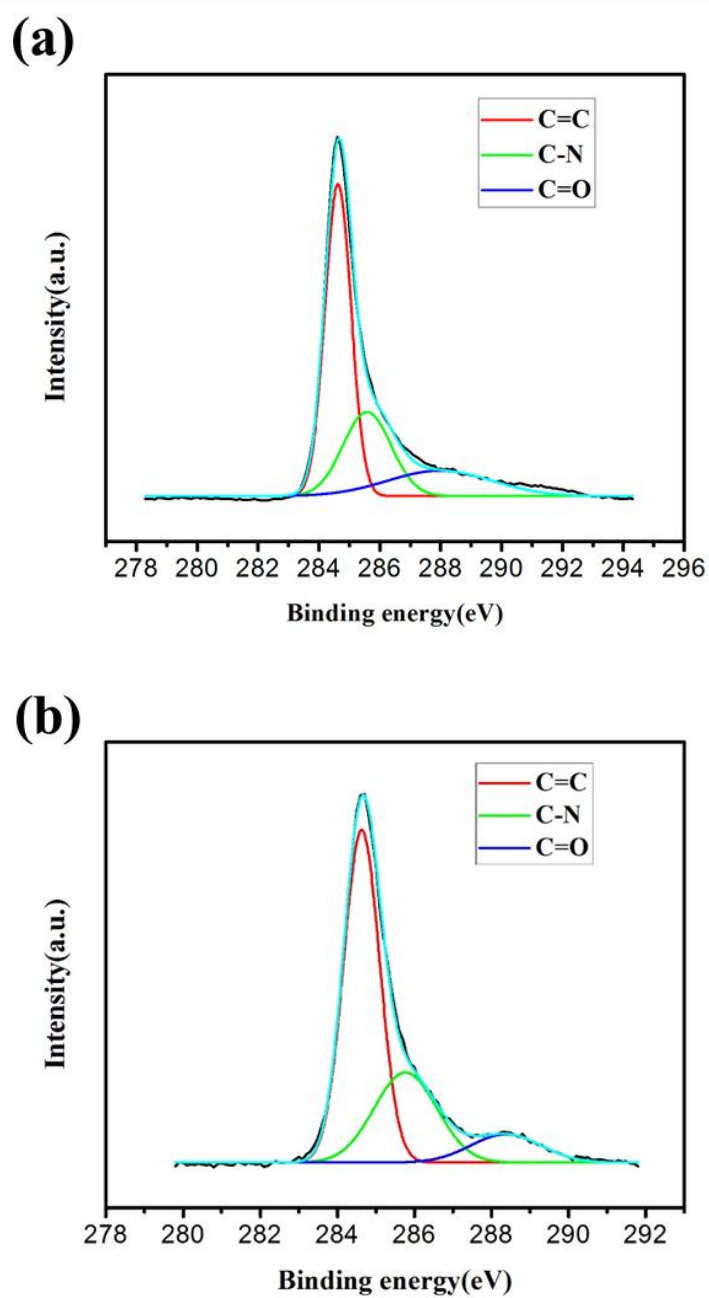 (a)
C=C
C-N
C=O
Intensity(a.u.)
278 280 282 284 286 288 290 292 294 296
Binding energy(eV)
(b)
C=C
C-N
C=O
Intensity(a.u.)
278 280 282 284 286 288 290 292
Binding energy(eV)